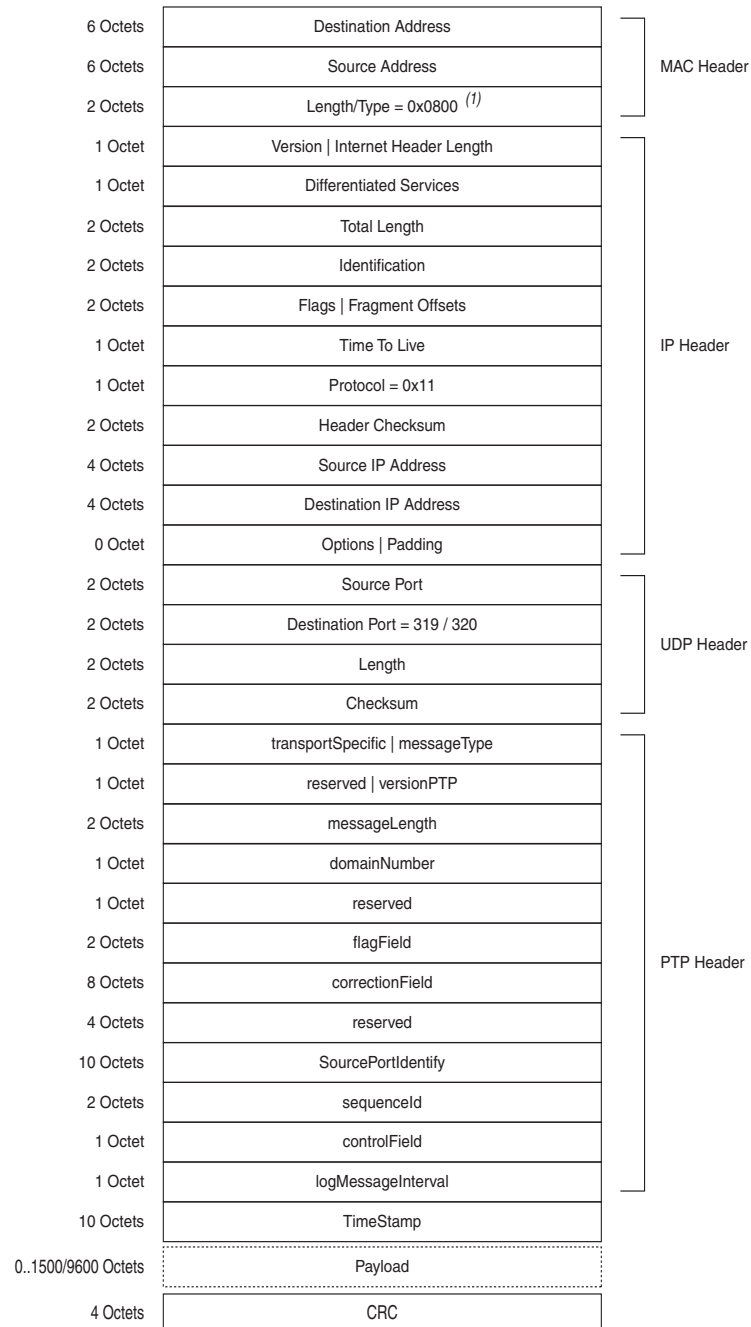 6 Octets Destination Address
6 Octets Source Address MAC Header
2 Octets Length/Type = 0x0800 (1)
1 Octet Version | Internet Header Length
1 Octet Differentiated Services
2 Octets Total Length
2 Octets Identification
2 Octets Flags | Fragment Offsets
1 Octet Time To Live IP Header
1 Octet Protocol = 0x11
2 Octets Header Checksum
4 Octets Source IP Address
4 Octets Destination IP Address
0 Octet Options | Padding
2 Octets Source Port
2 Octets Destination Port = 319 / 320
UDP Header
2 Octets Length
2 Octets Checksum
1 Octet transportSpecific | messageType
1 Octet reserved | versionPTP
2 Octets messageLength
1 Octet domainNumber
1 Octet reserved
2 Octets flagField
PTP Header
8 Octets correctionField
4 Octets reserved
10 Octets SourcePortIdentify
2 Octets sequenceId
1 Octet controlField
1 Octet logMessageInterval
10 Octets TimeStamp
0..1500/9600 Octets Payload
4 Octets CRC